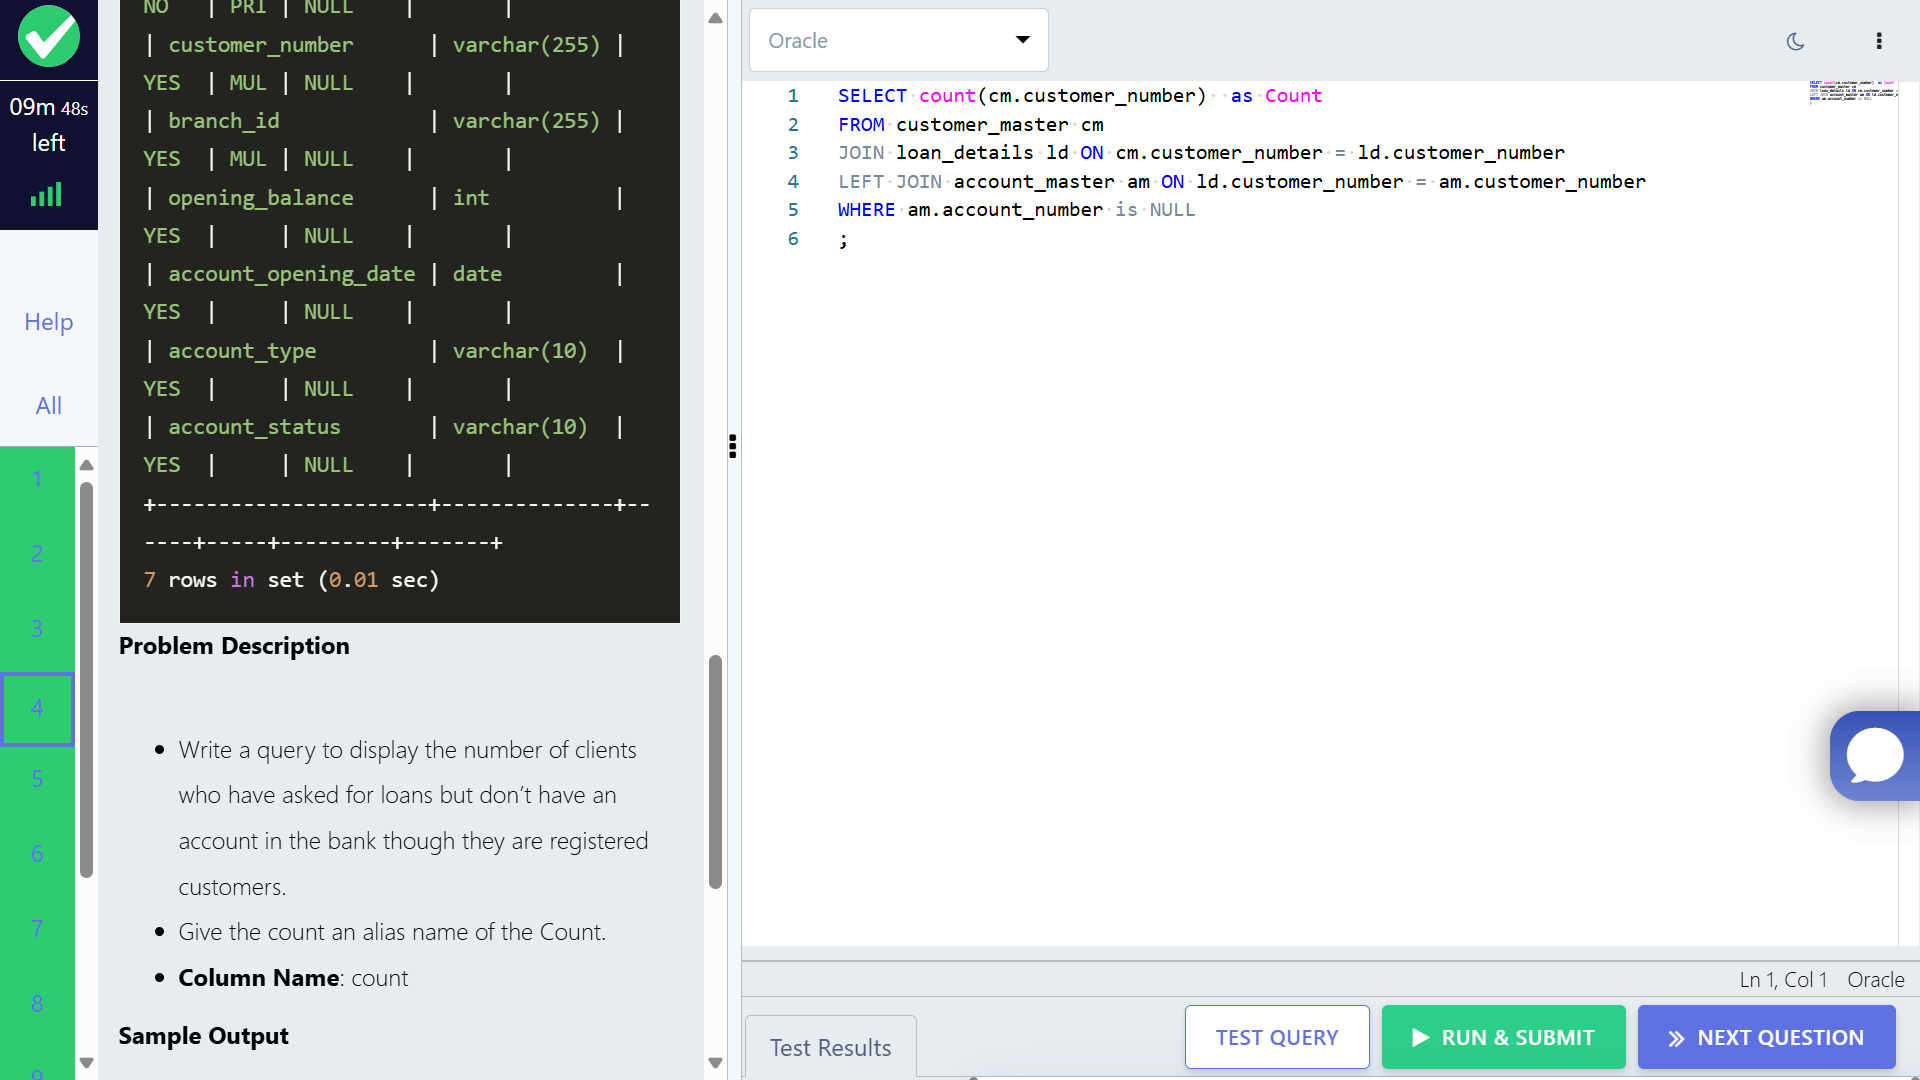 09m 48s
left
Help
All
1
2
3
4
5
6
7
8
9
NO | PRI | NULL | |
| customer_number | varchar(255) |
YES | MUL | NULL | |
| branch_id | varchar(255) |
YES | MUL | NULL | |
| opening_balance | int |
YES | | NULL | |
| account_opening_date | date |
YES | | NULL | |
| account_type | varchar(10) |
YES | | NULL | |
| account_status | varchar(10) |
YES | | NULL | |
+----------------------+--------------+--
----+-----+---------+-------+
7 rows in set (0.01 sec)
Problem Description
• Write a query to display the number of clients
who have asked for loans but don’t have an
account in the bank though they are registered
customers.
• Give the count an alias name of the Count.
• Column Name: count
Sample Output
Oracle
1 SELECT count(cm.customer_number) as Count
2 FROM customer_master cm
3 JOIN loan_details ld ON cm.customer_number = ld.customer_number
4 LEFT JOIN account_master am ON ld.customer_number = am.customer_number
5 WHERE am.account_number is NULL
6 ;
Ln 1, Col 1 Oracle
Test Results
TEST QUERY
RUN & SUBMIT
NEXT QUESTION